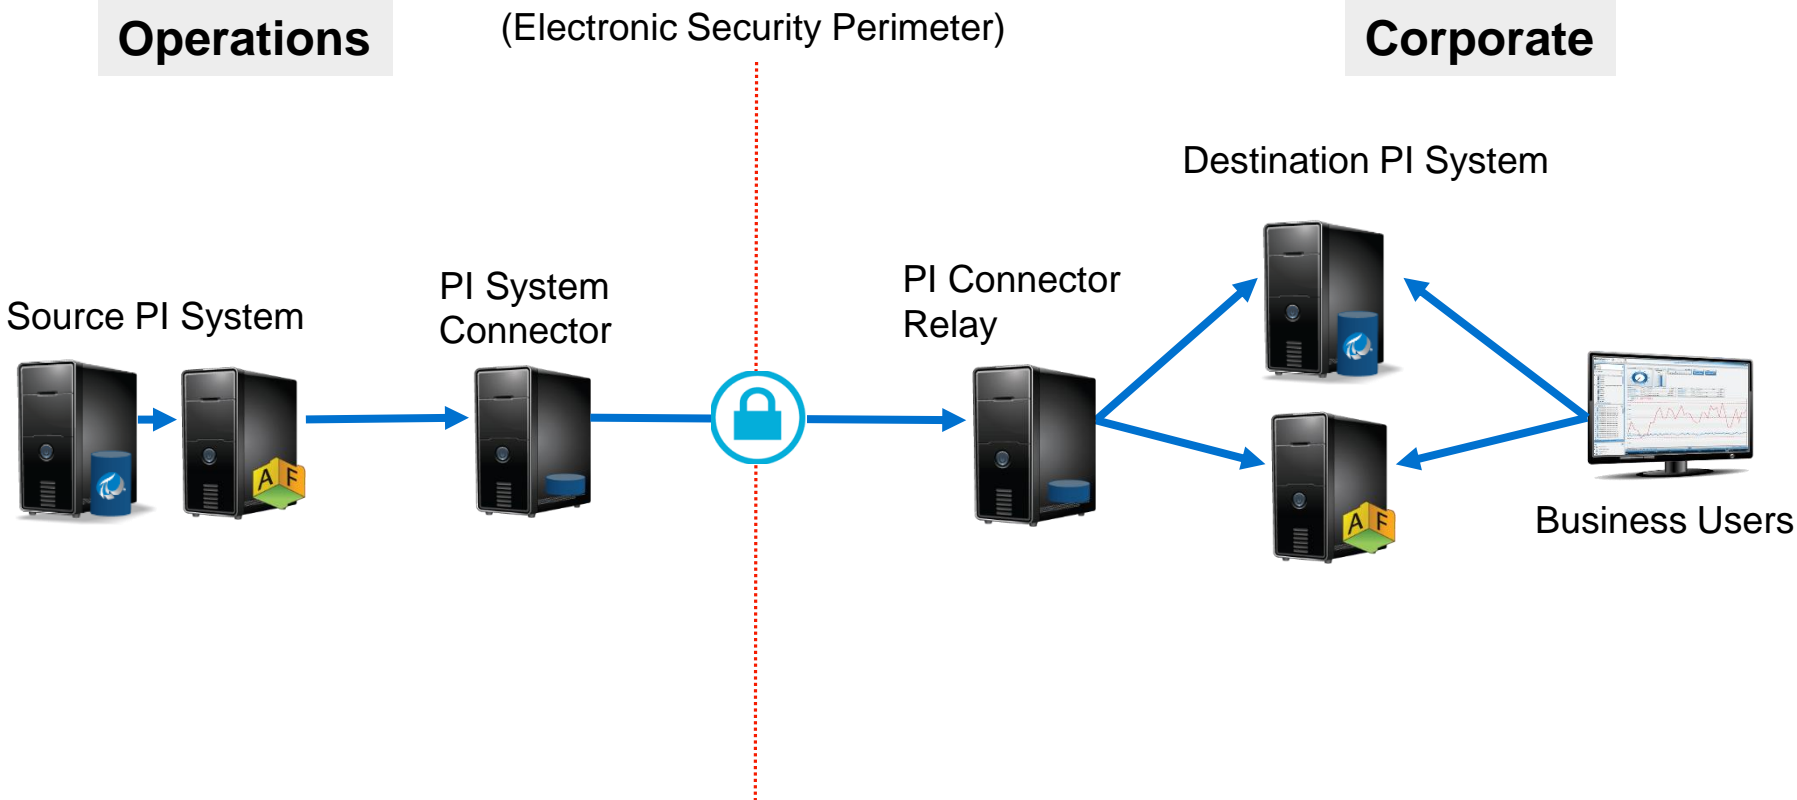 Operations
(Electronic Security Perimeter)
Corporate
Destination PI System
Source PI System
PI System
Connector
PI Connector
Relay
A F
A F
Business Users